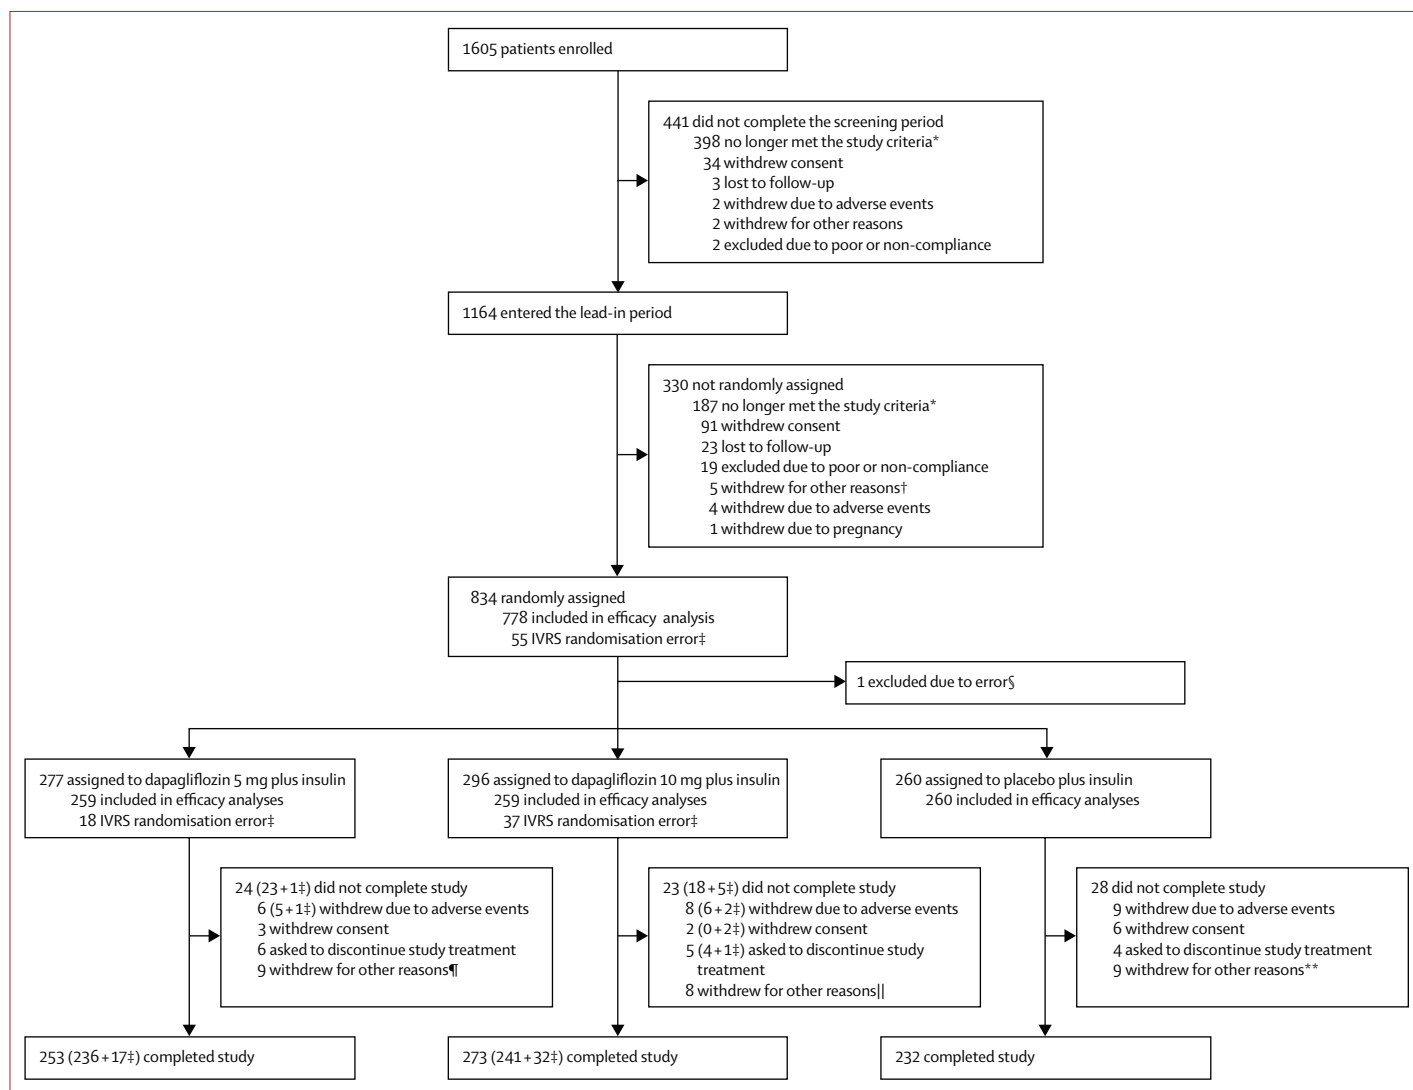 1605 patients enrolled
441 did not complete the screening period
398 no longer met the study criteria*
34 withdrew consent
3 lost to follow-up
2 withdrew due to adverse events
2 withdrew for other reasons
2 excluded due to poor or non-compliance
1164 entered the lead-in period
330 not randomly assigned
187 no longer met the study criteria*
91 withdrew consent
23 lost to follow-up
19 excluded due to poor or non-compliance
5 withdrew for other reasons†
4 withdrew due to adverse events
1 withdrew due to pregnancy
834 randomly assigned
778 included in efficacy analysis
55 IVRS randomisation error‡
1 excluded due to error§
277 assigned to dapagliflozin 5 mg plus insulin
259 included in efficacy analyses
18 IVRS randomisation error‡
296 assigned to dapagliflozin 10 mg plus insulin
259 included in efficacy analyses
37 IVRS randomisation error‡
260 assigned to placebo plus insulin
260 included in efficacy analyses
24 (23 + 1‡) did not complete study
6 (5 + 1‡) withdrew due to adverse events
3 withdrew consent
6 asked to discontinue study treatment
9 withdrew for other reasons¶
23 (18 + 5‡) did not complete study
8 (6 + 2‡) withdrew due to adverse events
2 (0 + 2‡) withdrew consent
5 (4 + 1‡) asked to discontinue study
treatment
8 withdrew for other reasons||
28 did not complete study
9 withdrew due to adverse events
6 withdrew consent
4 asked to discontinue study treatment
9 withdrew for other reasons**
253 (236 + 17‡) completed study
273 (241 + 32‡) completed study
232 completed study